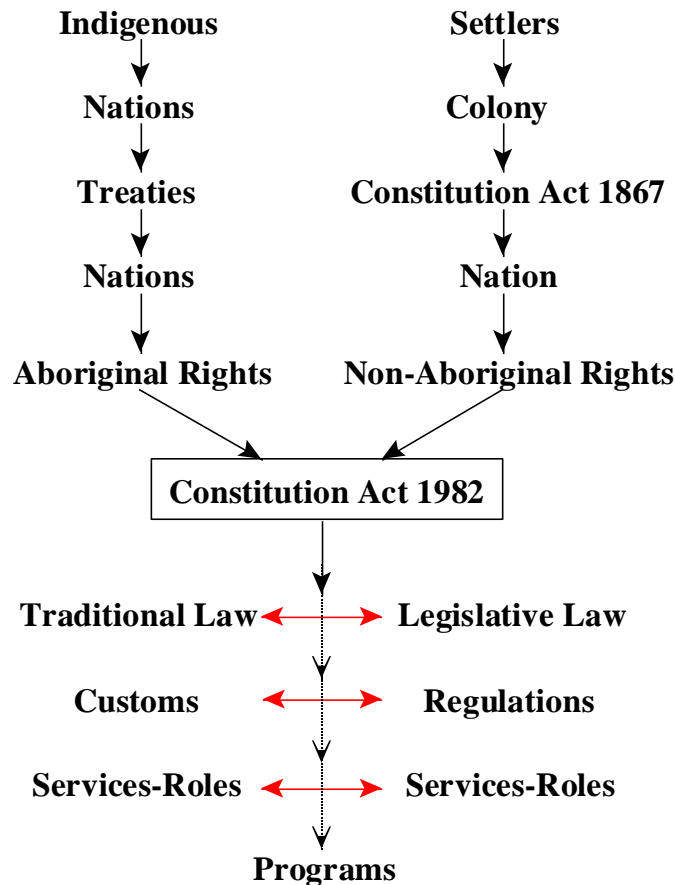 Indigenous Settlers
Nations Colony
Treaties Constitution Act 1867
Nations Nation
Aboriginal Rights Non-Aboriginal Rights
Constitution Act 1982
Traditional Law Legislative Law
Customs Regulations
Services-Roles Services-Roles
Programs